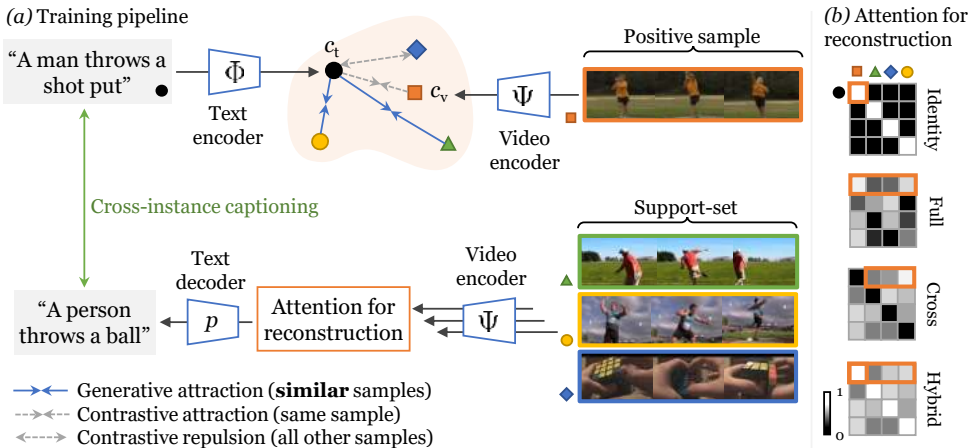 (a) Training pipeline
“A man throws a
shot put”
Φ
Text
encoder
cₜ
cᵥ
Ψ
Video
encoder
Positive sample
Cross-instance captioning
Support-set
“A person
throws a ball”
Text
decoder
p
Attention for
reconstruction
Video
encoder
Ψ
Generative attraction (similar samples)
Contrastive attraction (same sample)
Contrastive repulsion (all other samples)
(b) Attention for
reconstruction
Identity
Full
Cross
Hybrid
1
0